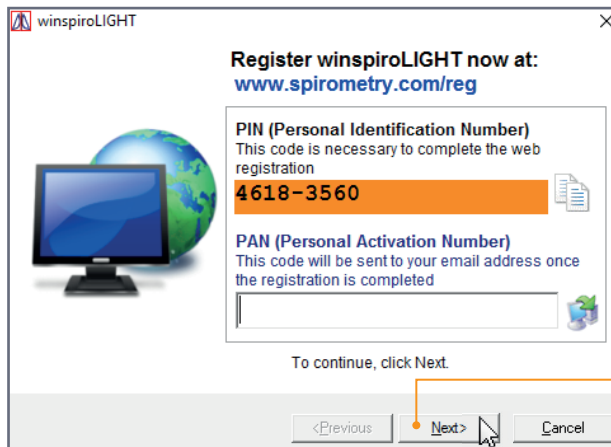 winspiroLIGHT
Register winspiroLIGHT now at:
www.spirometry.com/reg
PIN (Personal Identification Number)
This code is necessary to complete the web
registration
4618-3560
PAN (Personal Activation Number)
This code will be sent to your email address once
the registration is completed
To continue, click Next.
<Previous
Next>
Cancel